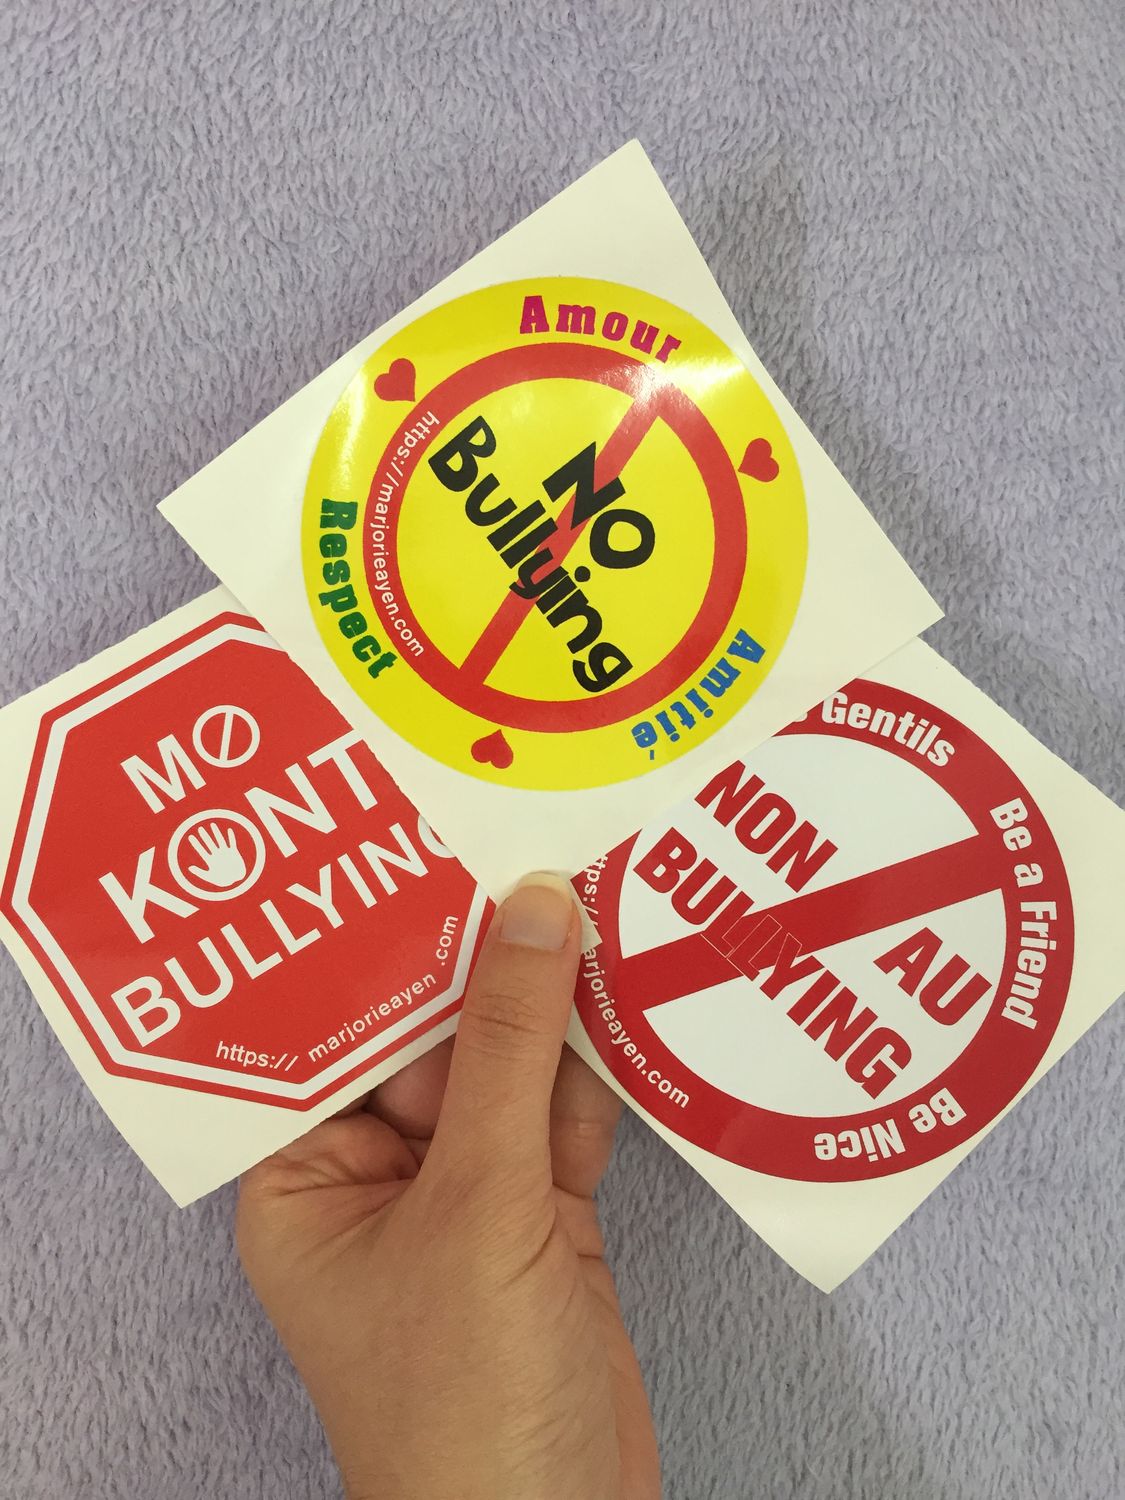 Amour
NO
Bullying
https://marjorieayen.com
Respect
Amitié
MO
KONT
BULLYING
https:// marjorieayen .com
Gentils
NON
AU
BULLYING
Be a Friend
Be Nice
marjorieayen.com